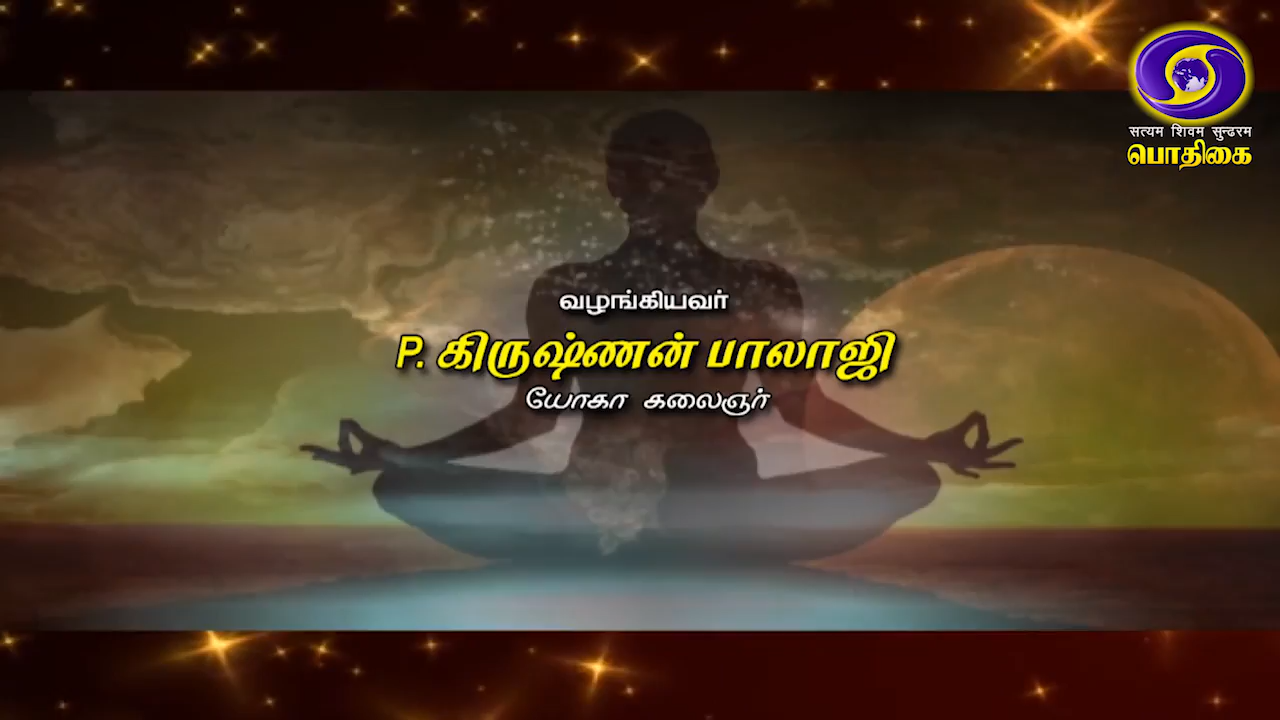 सत्यम शिवम सुन्दरम
பொதிகை
வழங்கியவர்
P. கிருஷ்ணன் பாலாஜி
யோகா கலைஞர்